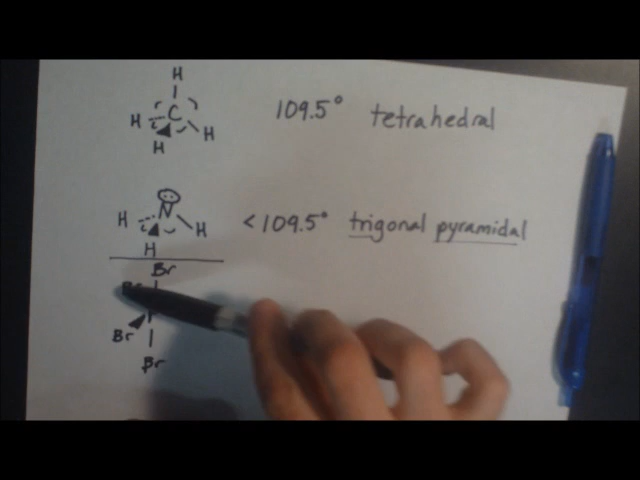 H
H C H
H
109.5° tetrahedral
H N H
H
<109.5° trigonal pyramidal
Br
Br
Br
Br